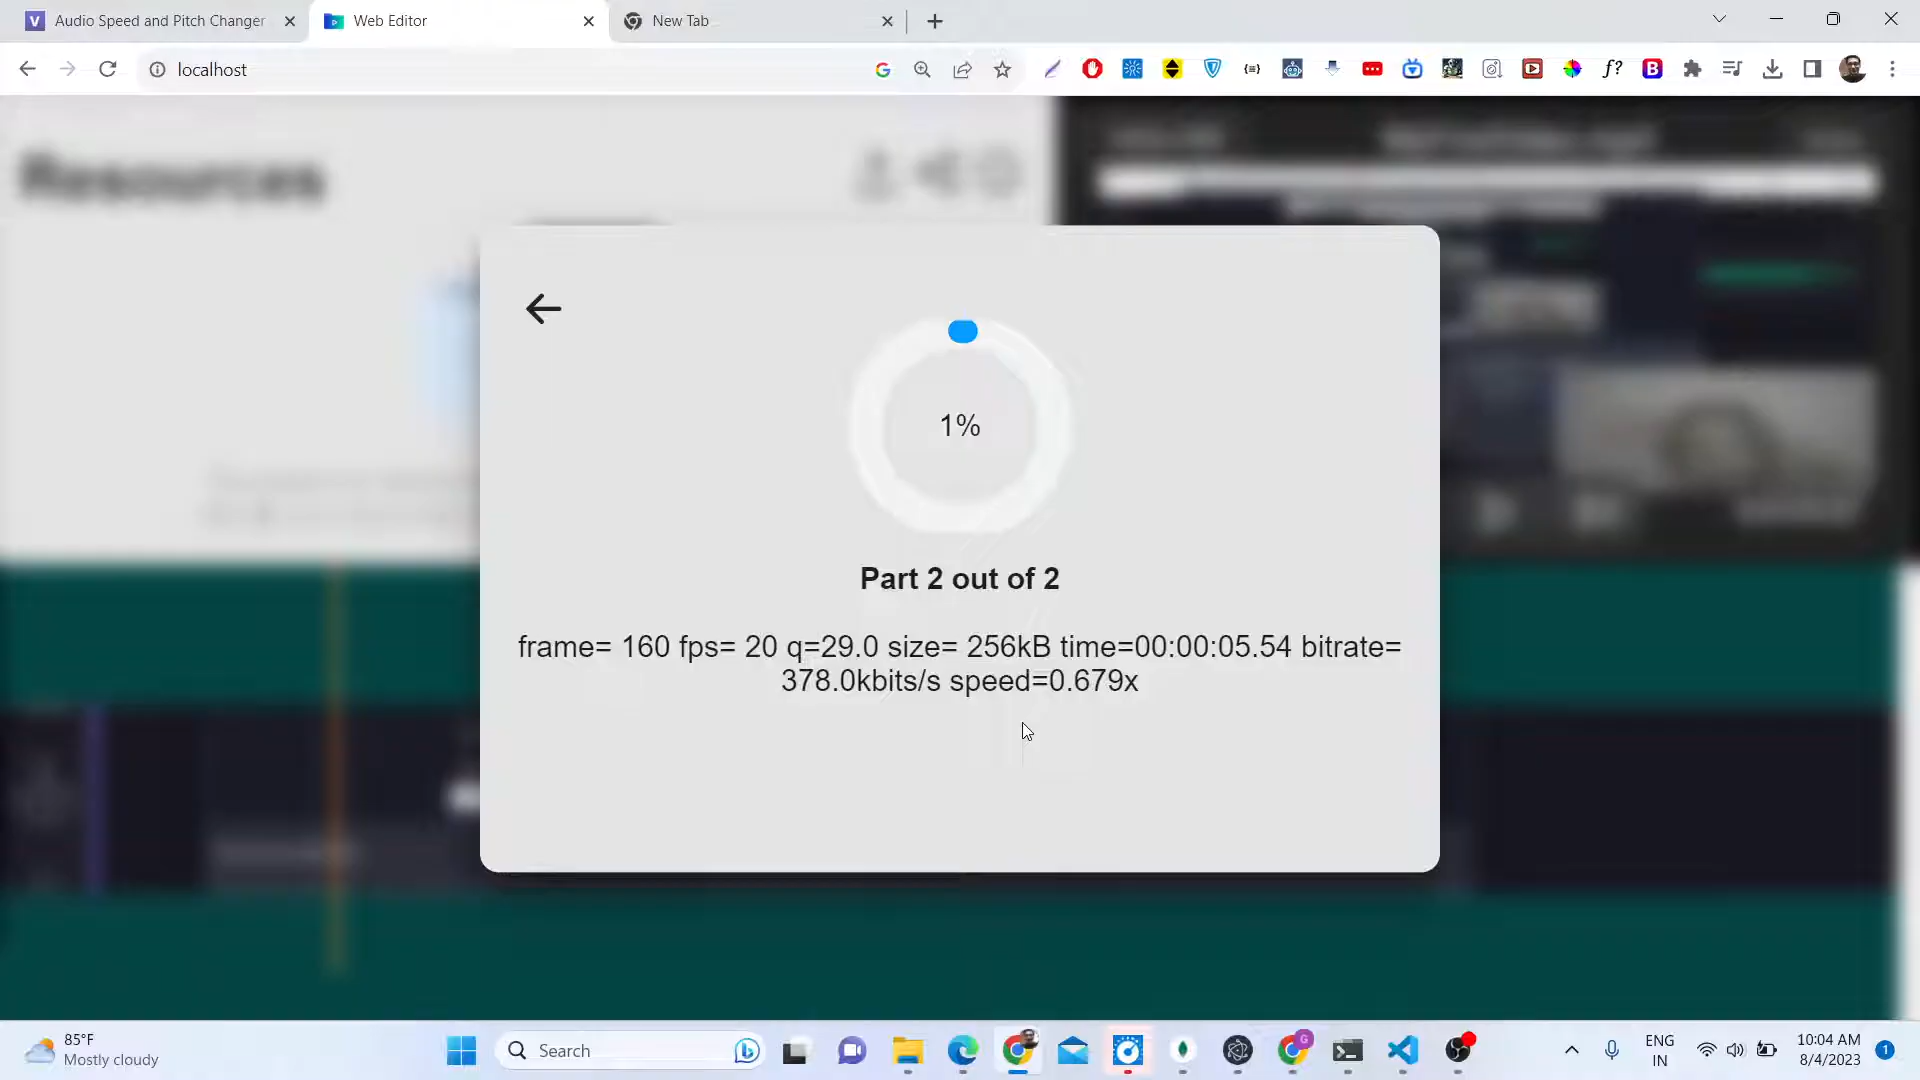 Audio Speed and Pitch Changer
Web Editor
New Tab
localhost
Resources
1%
Part 2 out of 2
frame= 160 fps= 20 q=29.0 size= 256kB time=00:00:05.54 bitrate=
378.0kbits/s speed=0.679x
85°F
Mostly cloudy
Search
ENG
IN
10:04 AM
8/4/2023
1